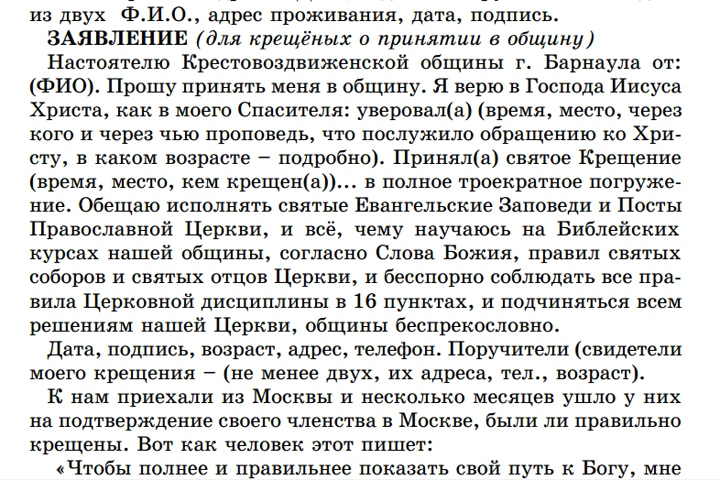 из двух Ф.И.О., адрес проживания, дата, подпись.
ЗАЯВЛЕНИЕ (для крещёных о принятии в общину)
Настоятелю Крестовоздвиженской общины г. Барнаула от:
(ФИО). Прошу принять меня в общину. Я верю в Господа Иисуса
Христа, как в моего Спасителя: уверовал(а) (время, место, через
кого и через чью проповедь, что послужило обращению ко Хри-
сту, в каком возрасте – подробно). Принял(а) святое Крещение
(время, место, кем крещен(а))... в полное троекратное погруже-
ние. Обещаю исполнять святые Евангельские Заповеди и Посты
Православной Церкви, и всё, чему научаюсь на Библейских
курсах нашей общины, согласно Слова Божия, правил святых
соборов и святых отцов Церкви, и бесспорно соблюдать все пра-
вила Церковной дисциплины в 16 пунктах, и подчиняться всем
решениям нашей Церкви, общины беспрекословно.
Дата, подпись, возраст, адрес, телефон. Поручители (свидетели
моего крещения – (не менее двух, их адреса, тел., возраст).
К нам приехали из Москвы и несколько месяцев ушло у них
на подтверждение своего членства в Москве, были ли правильно
крещены. Вот как человек этот пишет:
«Чтобы полнее и правильнее показать свой путь к Богу, мне